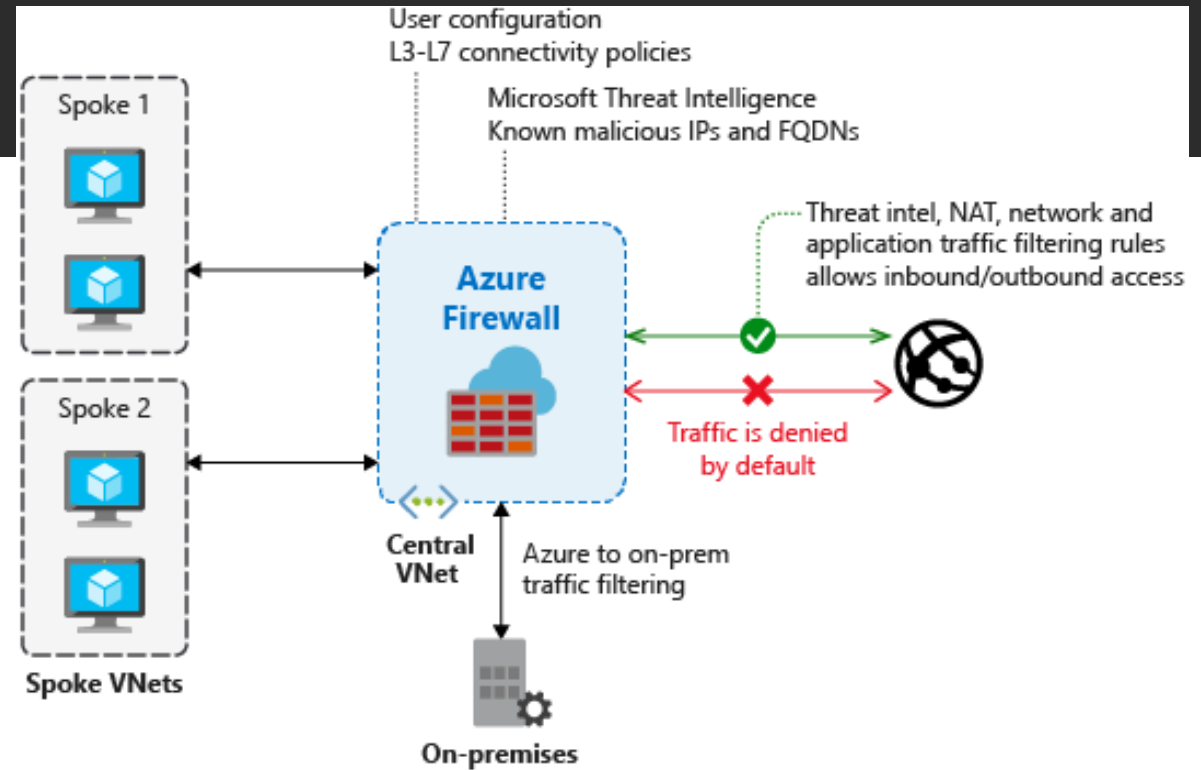 User configuration
L3-L7 connectivity policies
Microsoft Threat Intelligence
Known malicious IPs and FQDNs
Spoke 1
Threat intel, NAT, network and
application traffic filtering rules
allows inbound/outbound access
Azure
Firewall
Spoke 2
Traffic is denied
by default
Central
VNet
Azure to on-prem
traffic filtering
Spoke VNets
On-premises